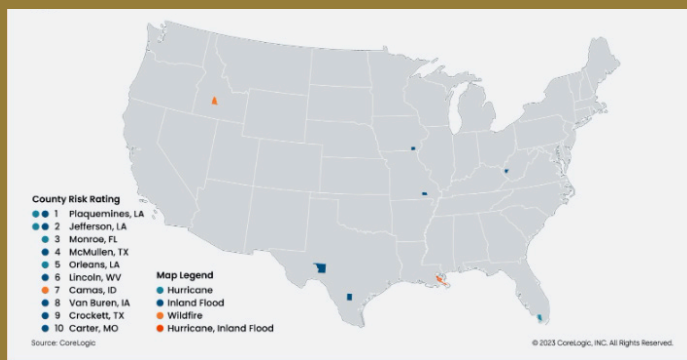 County Risk Rating
1 Plaquemines, LA
2 Jefferson, LA
3 Monroe, FL
4 McMullen, TX
5 Orleans, LA
6 Lincoln, WV
7 Camas, ID
8 Van Buren, IA
9 Crockett, TX
10 Carter, MO
Map Legend
Hurricane
Inland Flood
Wildfire
Hurricane, Inland Flood
Source: CoreLogic
© 2023 CoreLogic, INC. All Rights Reserved.